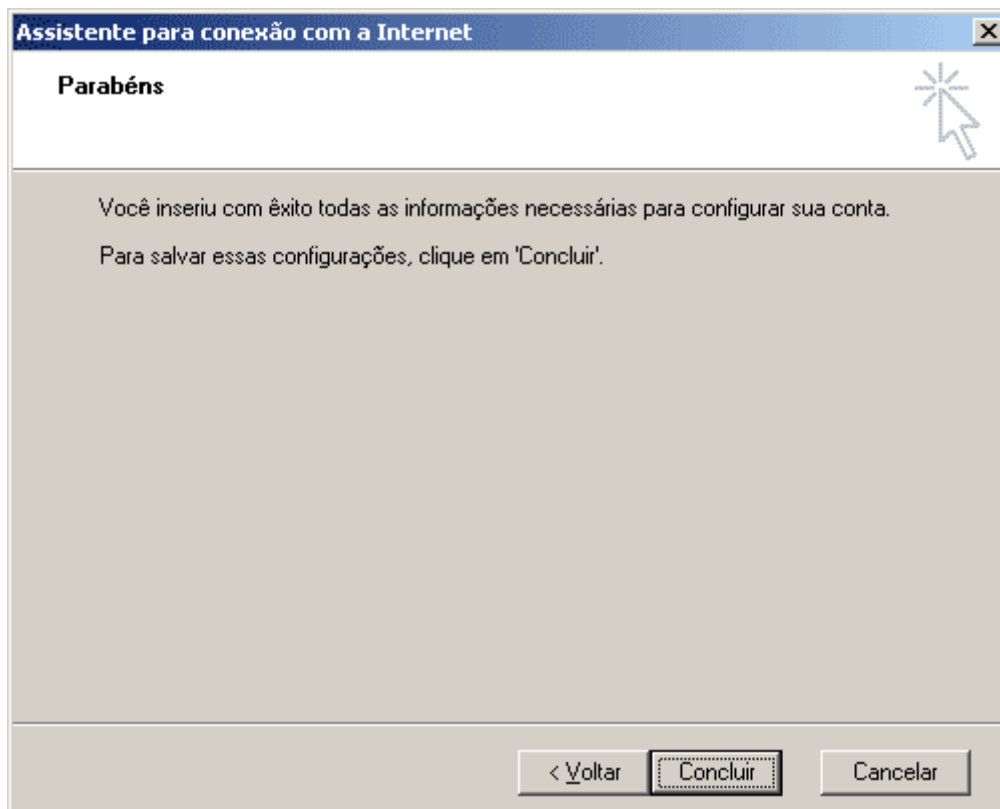 Assistente para conexão com a Internet
Parabéns
Você inseriu com êxito todas as informações necessárias para configurar sua conta.
Para salvar essas configurações, clique em 'Concluir'.
< Voltar Concluir Cancelar